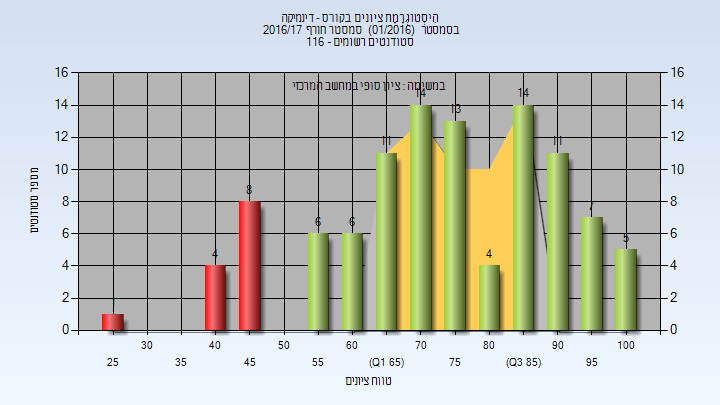 הִיסְטוֹגְרָמַת ציונים בקורס - דינמיקה
בסמסטר (01/2016) סמסטר חורף 2016/17
סטודנטים רשומים - 116
במשימה : ציון סופי במחשב המרכזי
מספר סטודנטים
16 16
14 14
12 12
10 10
8 8
6 6
4 4
2 2
0 0
4 8 6 6 11 14 13 4 14 11 7 5
30 40 50 60 70 80 90 100
25 35 45 55 (Q1 65) 75 (Q3 85) 95
טווח ציונים